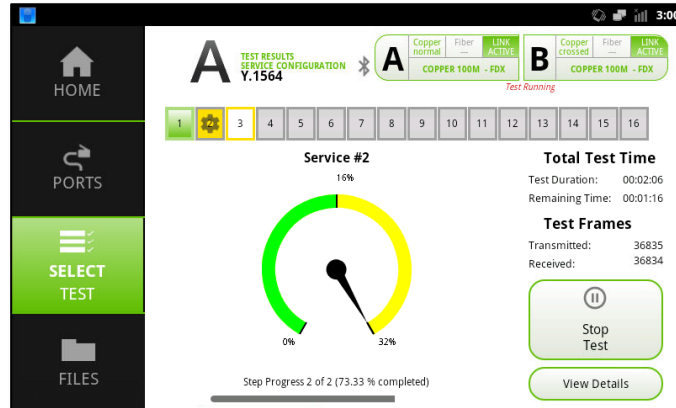 3:00
HOME
PORTS
SELECT
TEST
FILES
A
TEST RESULTS
SERVICE CONFIGURATION
Y.1564
A
Copper
normal
Fiber
---
LINK
ACTIVE
COPPER 100M - FDX
B
Copper
crossed
Fiber
---
LINK
ACTIVE
COPPER 100M - FDX
Test Running
1 2 3 4 5 6 7 8 9 10 11 12 13 14 15 16
Service #2
16%
0%
32%
Step Progress 2 of 2 (73.33 % completed)
Total Test Time
Test Duration: 00:02:06
Remaining Time: 00:01:16
Test Frames
Transmitted: 36835
Received: 36834
Stop
Test
View Details